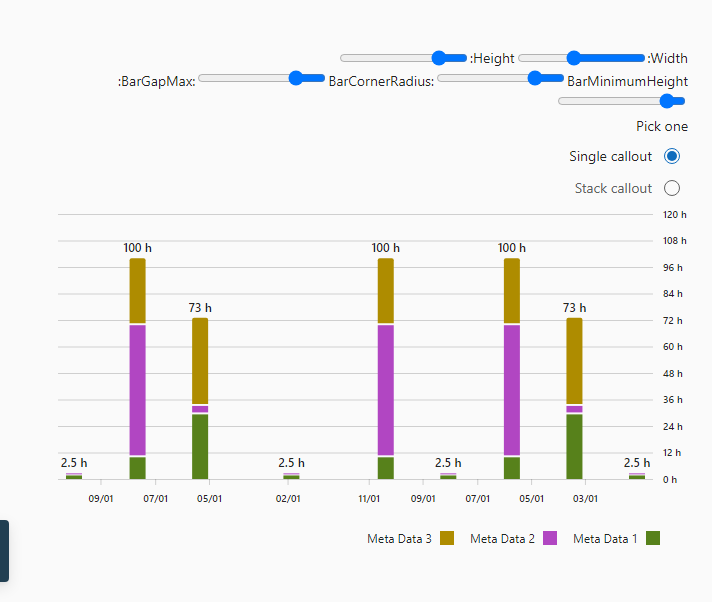 :Height :Width
:BarGapMax: BarCornerRadius: BarMinimumHeight
Pick one
Single callout
Stack callout
120 h
108 h
100 h 100 h 100 h
96 h
84 h
73 h 73 h
72 h
60 h
48 h
36 h
24 h
2.5 h 2.5 h 2.5 h 2.5 h
12 h
0 h
09/01 07/01 05/01 02/01 11/01 09/01 07/01 05/01 03/01
Meta Data 3 Meta Data 2 Meta Data 1